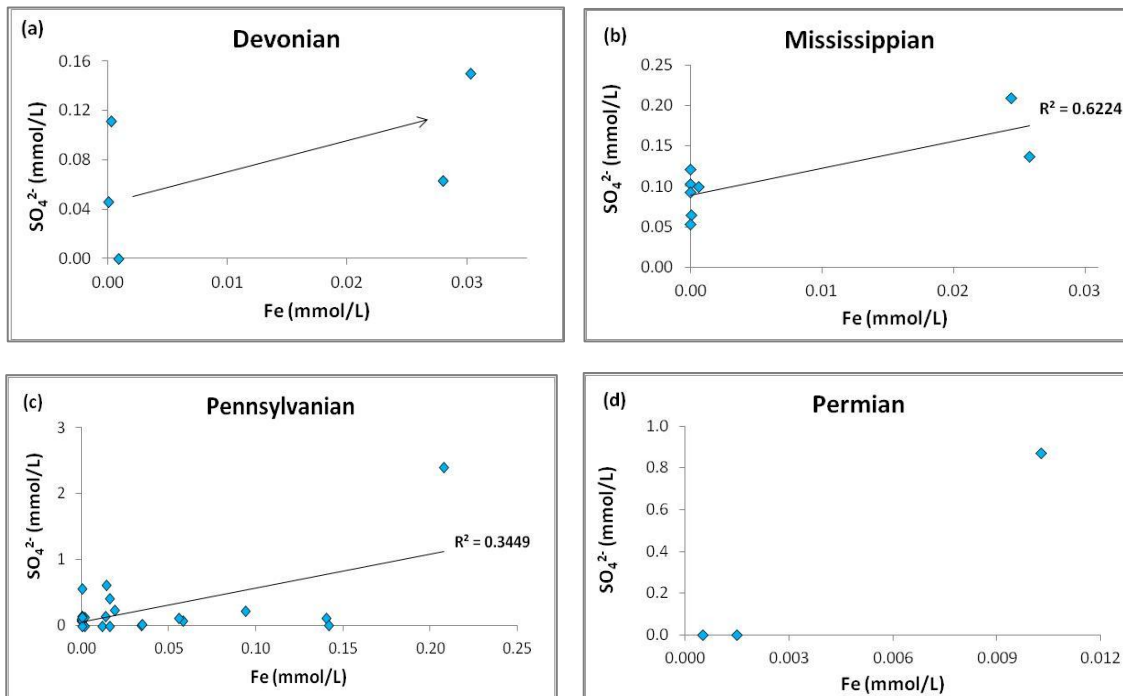 (a)
Devonian
0.16
0.12
0.08
0.04
0.00
SO₄²⁻ (mmol/L)
0.00 0.01 0.02 0.03
Fe (mmol/L)
(b)
Mississippian
0.25
0.20
0.15
0.10
0.05
0.00
SO₄²⁻ (mmol/L)
R² = 0.6224
0.00 0.01 0.02 0.03
Fe (mmol/L)
(c)
Pennsylvanian
3
2
1
0
SO₄²⁻ (mmol/L)
R² = 0.3449
0.00 0.05 0.10 0.15 0.20 0.25
Fe (mmol/L)
(d)
Permian
1.0
0.8
0.6
0.4
0.2
0.0
SO₄²⁻ (mmol/L)
0.000 0.003 0.006 0.009 0.012
Fe (mmol/L)